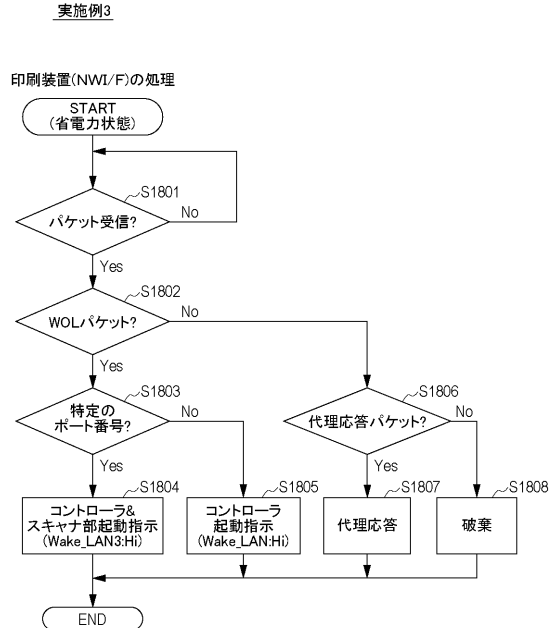 実施例3
印刷装置(NWI/F)の処理
START
(省電力状態)
S1801
パケット受信?
No
Yes
S1802
WOLパケット?
No
Yes
S1803
特定の
ポート番号?
No
Yes
S1806
代理応答パケット?
No
Yes
S1804
コントローラ&
スキャナ部起動指示
(Wake_LAN3:Hi)
S1805
コントローラ
起動指示
(Wake_LAN:Hi)
S1807
代理応答
S1808
破棄
END